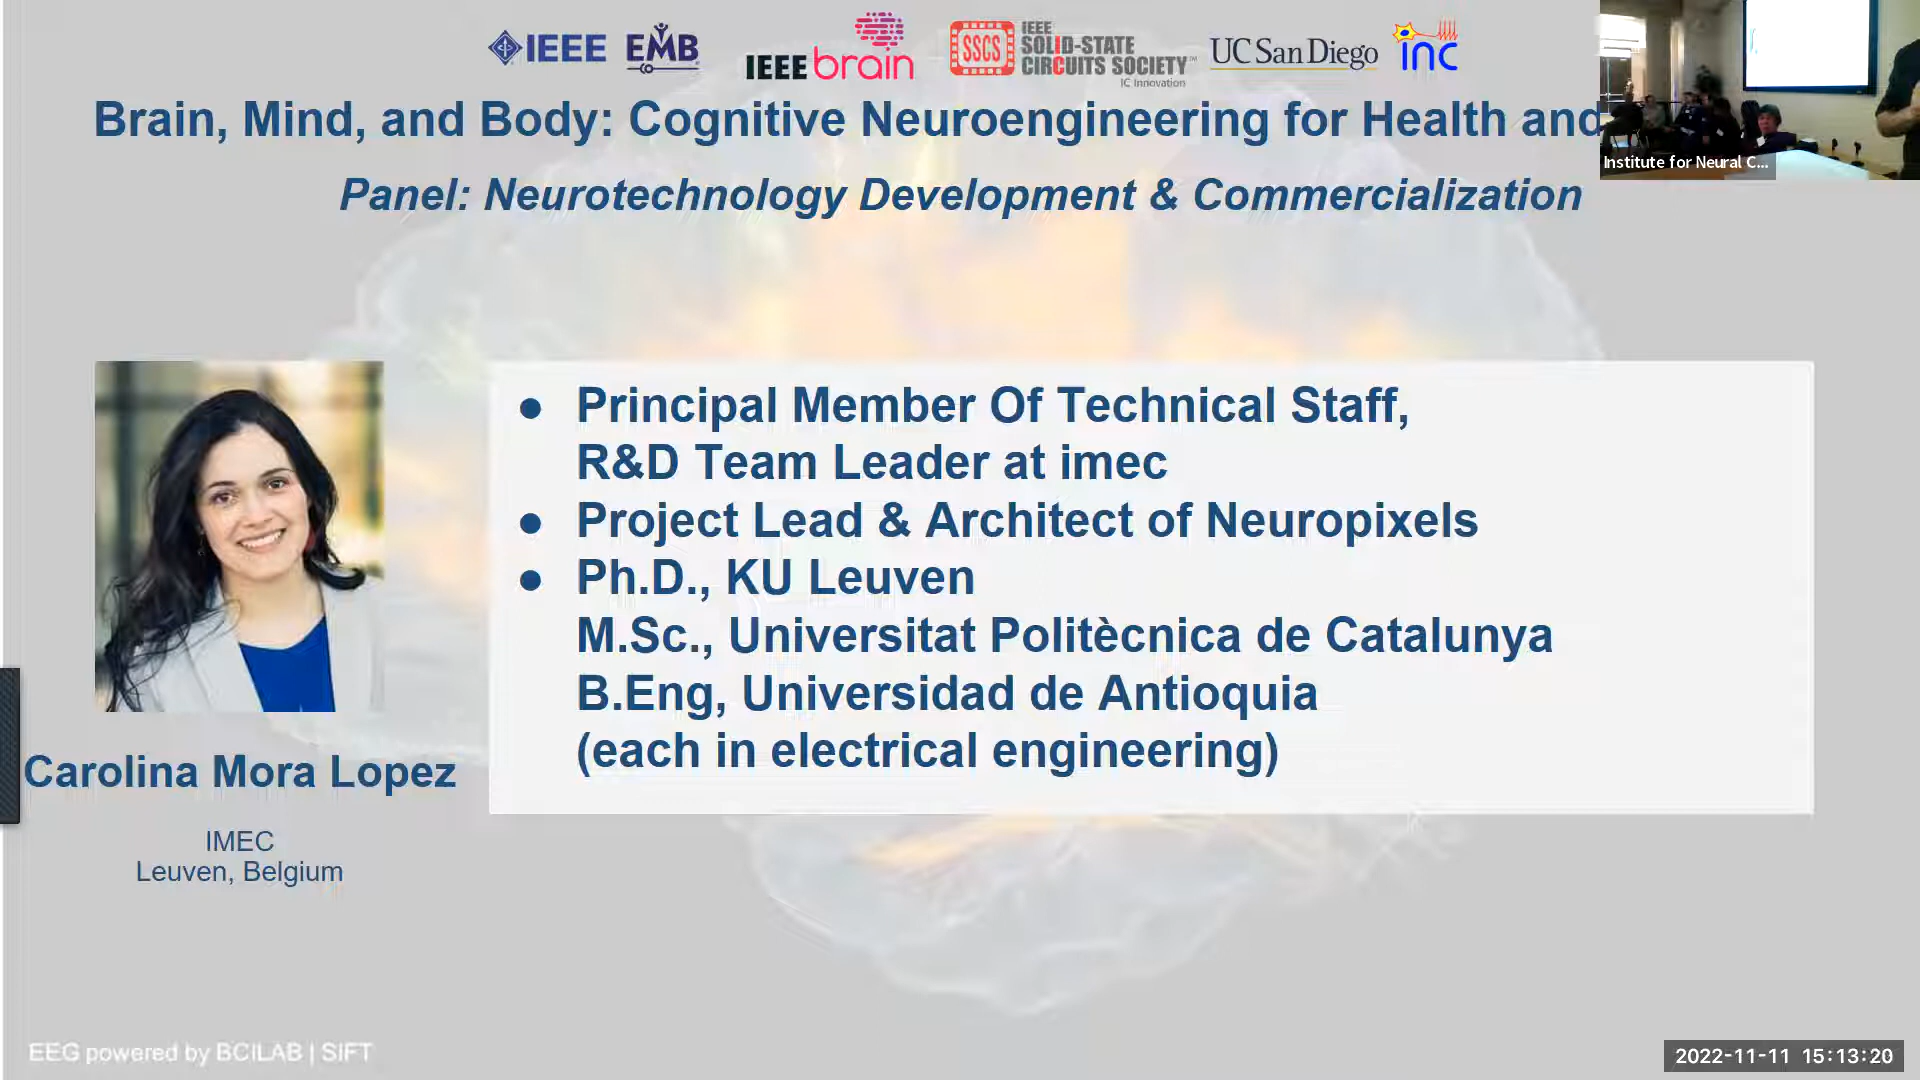 IEEE EMB IEEE brain SSCS IEEE SOLID-STATE CIRCUITS SOCIETY™ IC Innovation UC San Diego inc
Brain, Mind, and Body: Cognitive Neuroengineering for Health and
Institute for Neural C...
Panel: Neurotechnology Development & Commercialization
● Principal Member Of Technical Staff,
R&D Team Leader at imec
● Project Lead & Architect of Neuropixels
● Ph.D., KU Leuven
M.Sc., Universitat Politècnica de Catalunya
B.Eng, Universidad de Antioquia
(each in electrical engineering)
Carolina Mora Lopez
IMEC
Leuven, Belgium
EEG powered by BCILAB | SIFT
2022-11-11 15:13:20